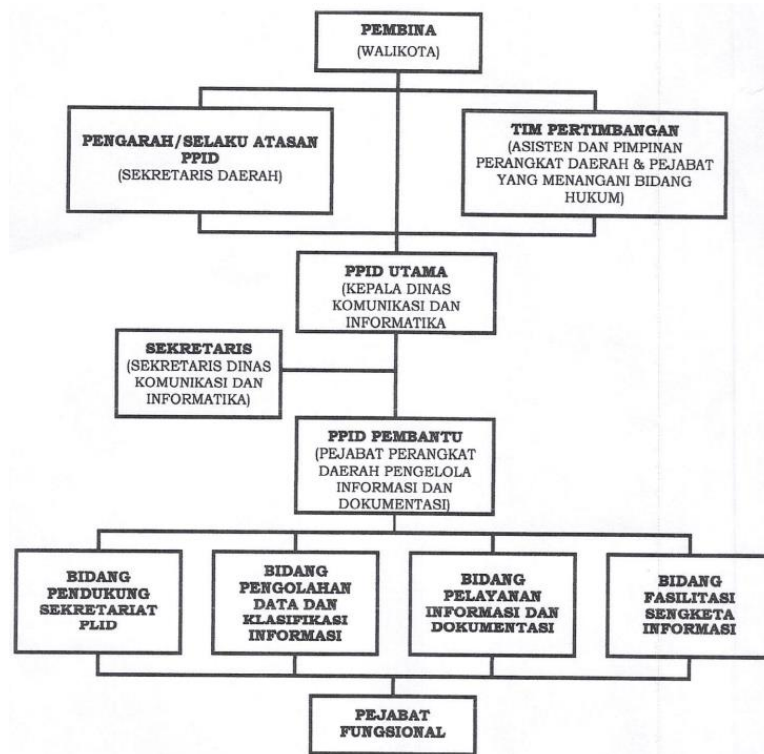 PEMBINA
(WALIKOTA)
PENGARAH/SELAKU ATASAN
PPID
(SEKRETARIS DAERAH)
TIM PERTIMBANGAN
(ASISTEN DAN PIMPINAN
PERANGKAT DAERAH & PEJABAT
YANG MENANGANI BIDANG
HUKUM)
PPID UTAMA
(KEPALA DINAS
KOMUNIKASI DAN
INFORMATIKA
SEKRETARIS
(SEKRETARIS DINAS
KOMUNIKASI DAN
INFORMATIKA)
PPID PEMBANTU
(PEJABAT PERANGKAT
DAERAH PENGELOLA
INFORMASI DAN
DOKUMENTASI)
BIDANG
PENDUKUNG
SEKRETARIAT
PLID
BIDANG
PENGOLAHAN
DATA DAN
KLASIFIKASI
INFORMASI
BIDANG
PELAYANAN
INFORMASI DAN
DOKUMENTASI
BIDANG
FASILITASI
SENGKETA
INFORMASI
PEJABAT
FUNGSIONAL